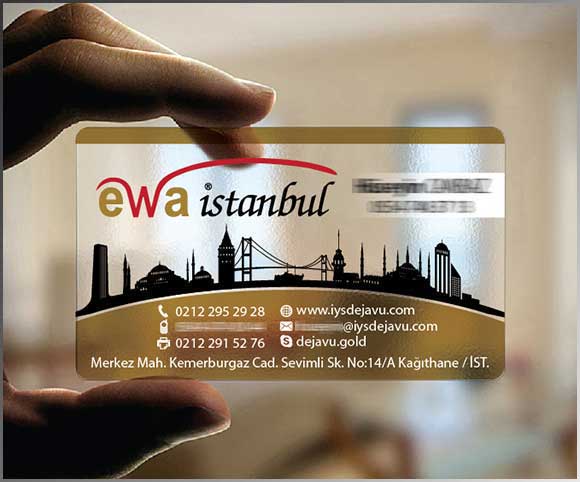 ewa® istanbul
0212 295 29 28
www.iysdejavu.com
@iysdejavu.com
0212 291 52 76
dejavu.gold
Merkez Mah. Kemerburgaz Cad. Sevimli Sk. No:14/A Kağıthane / İST.